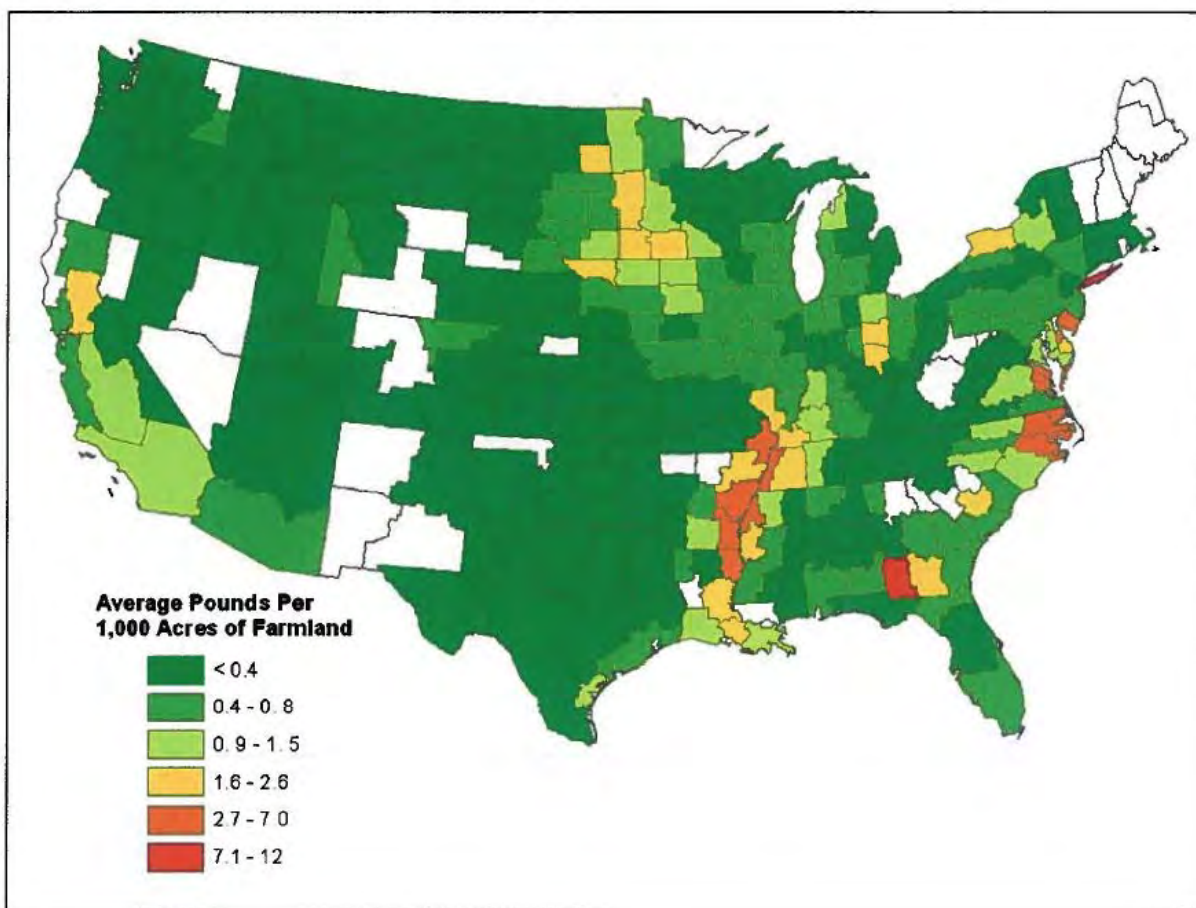 Average Pounds Per
1,000 Acres of Farmland
< 0.4
0.4 - 0.8
0.9 - 1.5
1.6 - 2.6
2.7 - 7 0
7.1 - 12